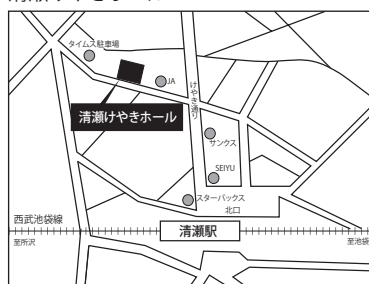 タイムズ駐車場
JA
けやき通り
清瀬けやきホール
サンクス
SEIYU
スターバックス
北口
西武池袋線
清瀬駅
至所沢
至池袋